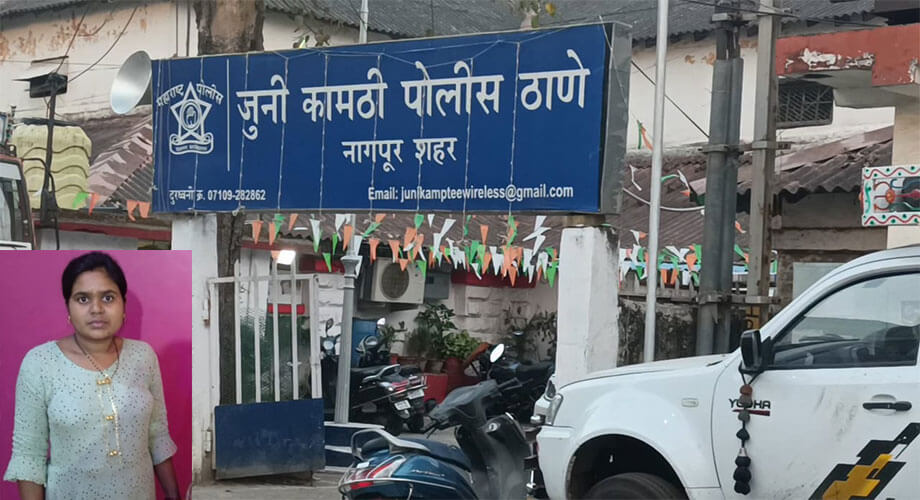 महाराष्ट्र पोलीस
जुनी कामठी पोलीस ठाणे
नागपूर शहर
दुरध्वनी क्र. 07109-282862
Email: junikampteewireless@gmail.com
YODHA